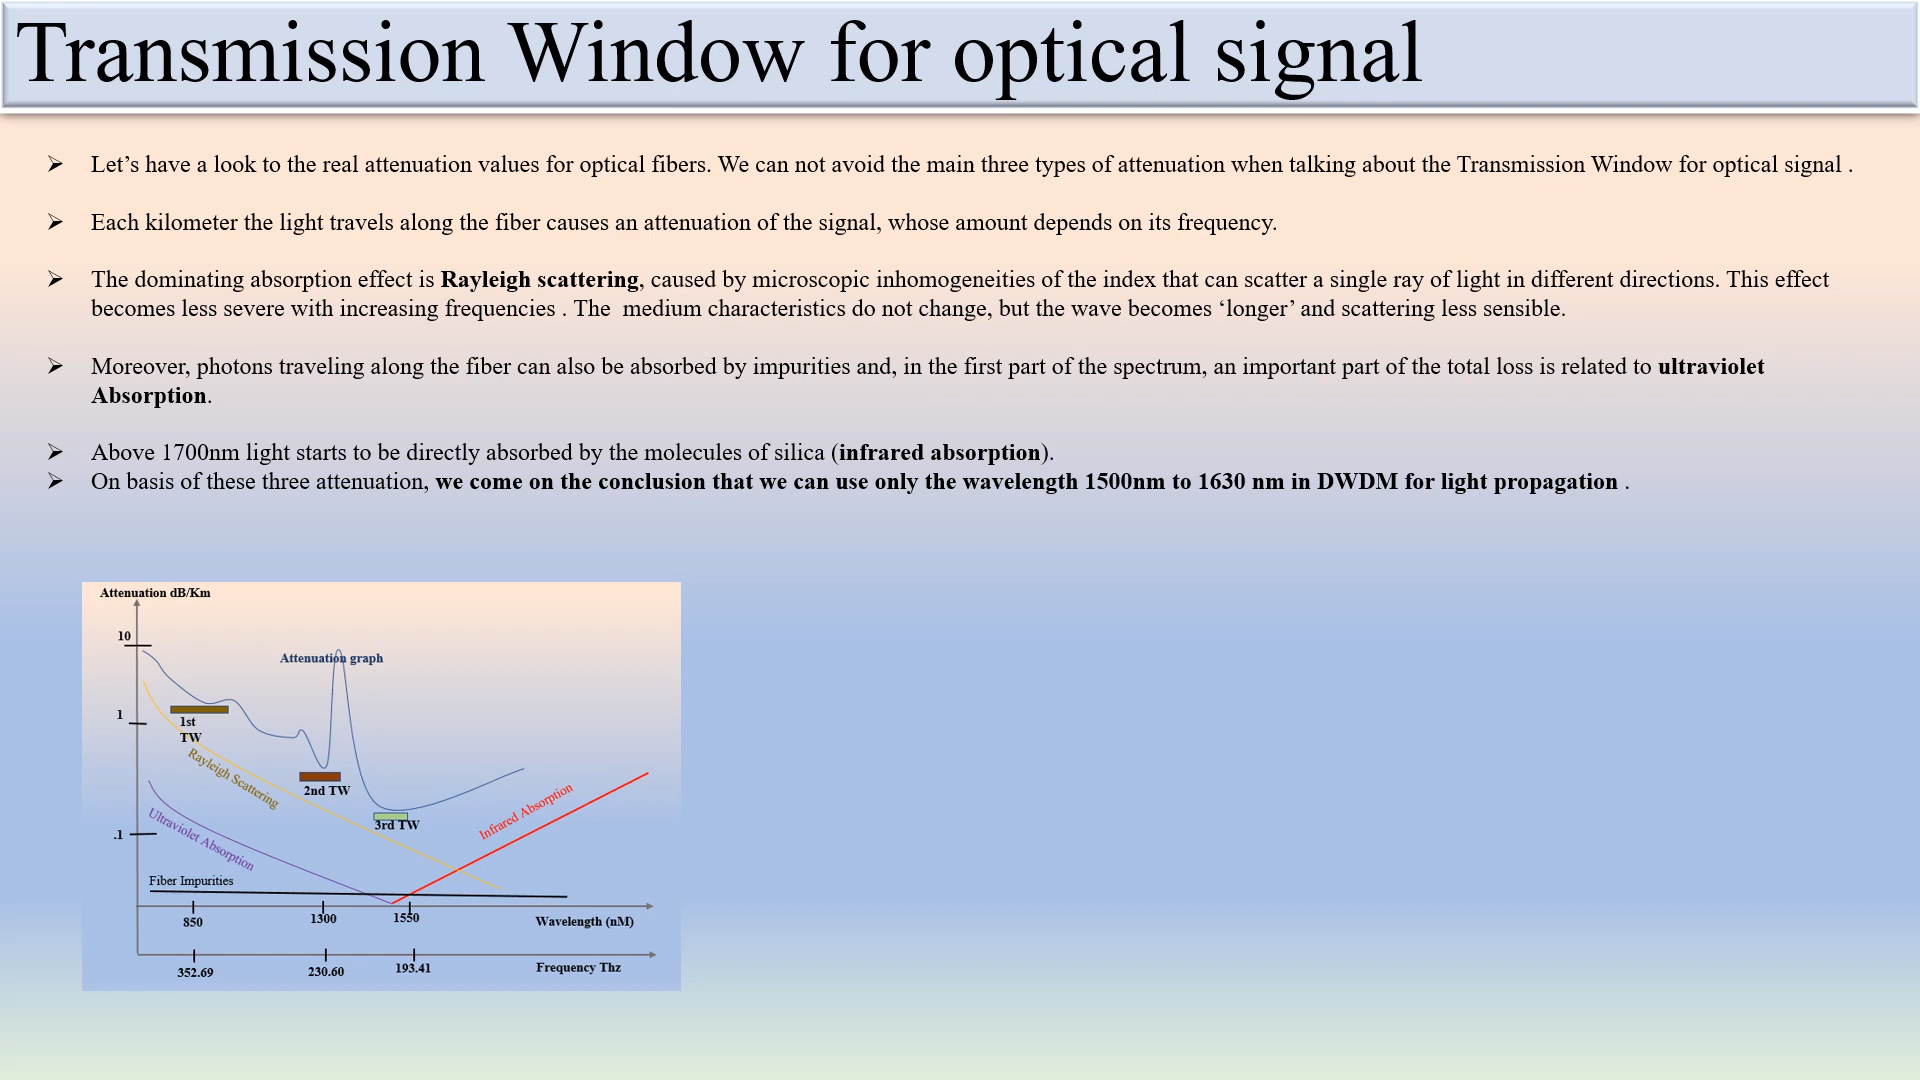 Transmission Window for optical signal
Let’s have a look to the real attenuation values for optical fibers. We can not avoid the main three types of attenuation when talking about the Transmission Window for optical signal .
Each kilometer the light travels along the fiber causes an attenuation of the signal, whose amount depends on its frequency.
The dominating absorption effect is Rayleigh scattering, caused by microscopic inhomogeneities of the index that can scatter a single ray of light in different directions. This effect
becomes less severe with increasing frequencies . The  medium characteristics do not change, but the wave becomes ‘longer’ and scattering less sensible.
Moreover, photons traveling along the fiber can also be absorbed by impurities and, in the first part of the spectrum, an important part of the total loss is related to ultraviolet
Absorption.
Above 1700nm light starts to be directly absorbed by the molecules of silica (infrared absorption).
On basis of these three attenuation, we come on the conclusion that we can use only the wavelength 1500nm to 1630 nm in DWDM for light propagation .
Attenuation dB/Km
10
Attenuation graph
1
1st
TW
Rayleigh Scattering
2nd TW
3rd TW
Infrared Absorption
.1
Ultraviolet Absorption
Fiber Impurities
850
1300
1550
Wavelength (nM)
352.69
230.60
193.41
Frequency Thz